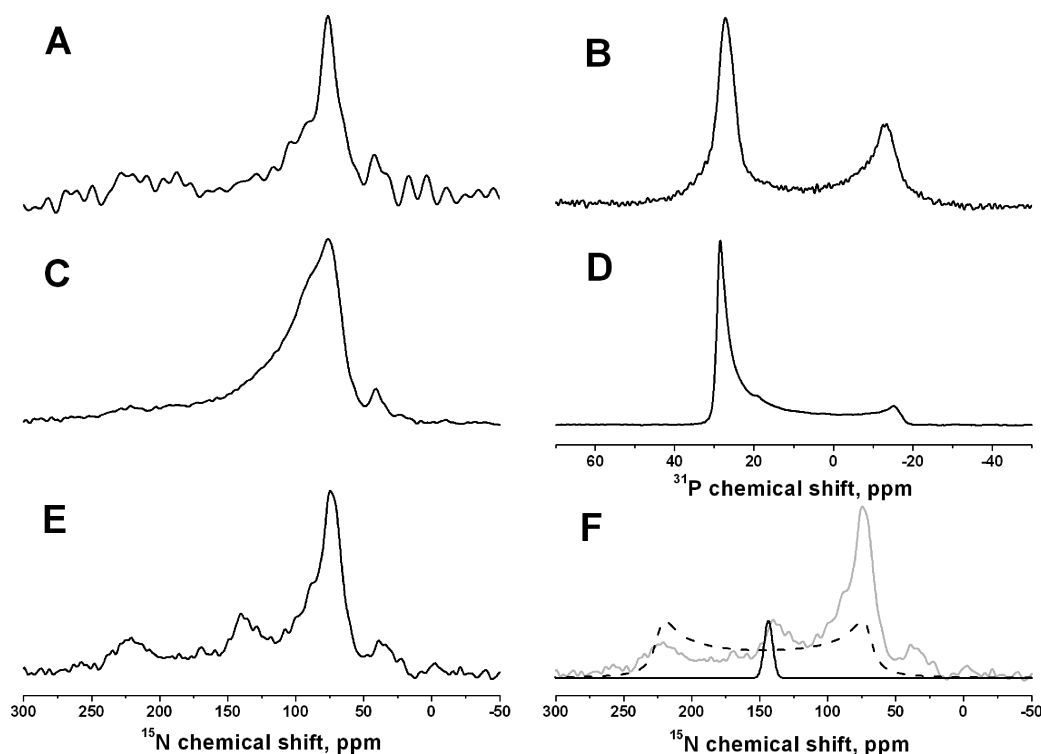 A
B
C
D
60 40 20 0 -20 -40
³¹P chemical shift, ppm
E
F
300 250 200 150 100 50 0 -50
¹⁵N chemical shift, ppm
300 250 200 150 100 50 0 -50
¹⁵N chemical shift, ppm